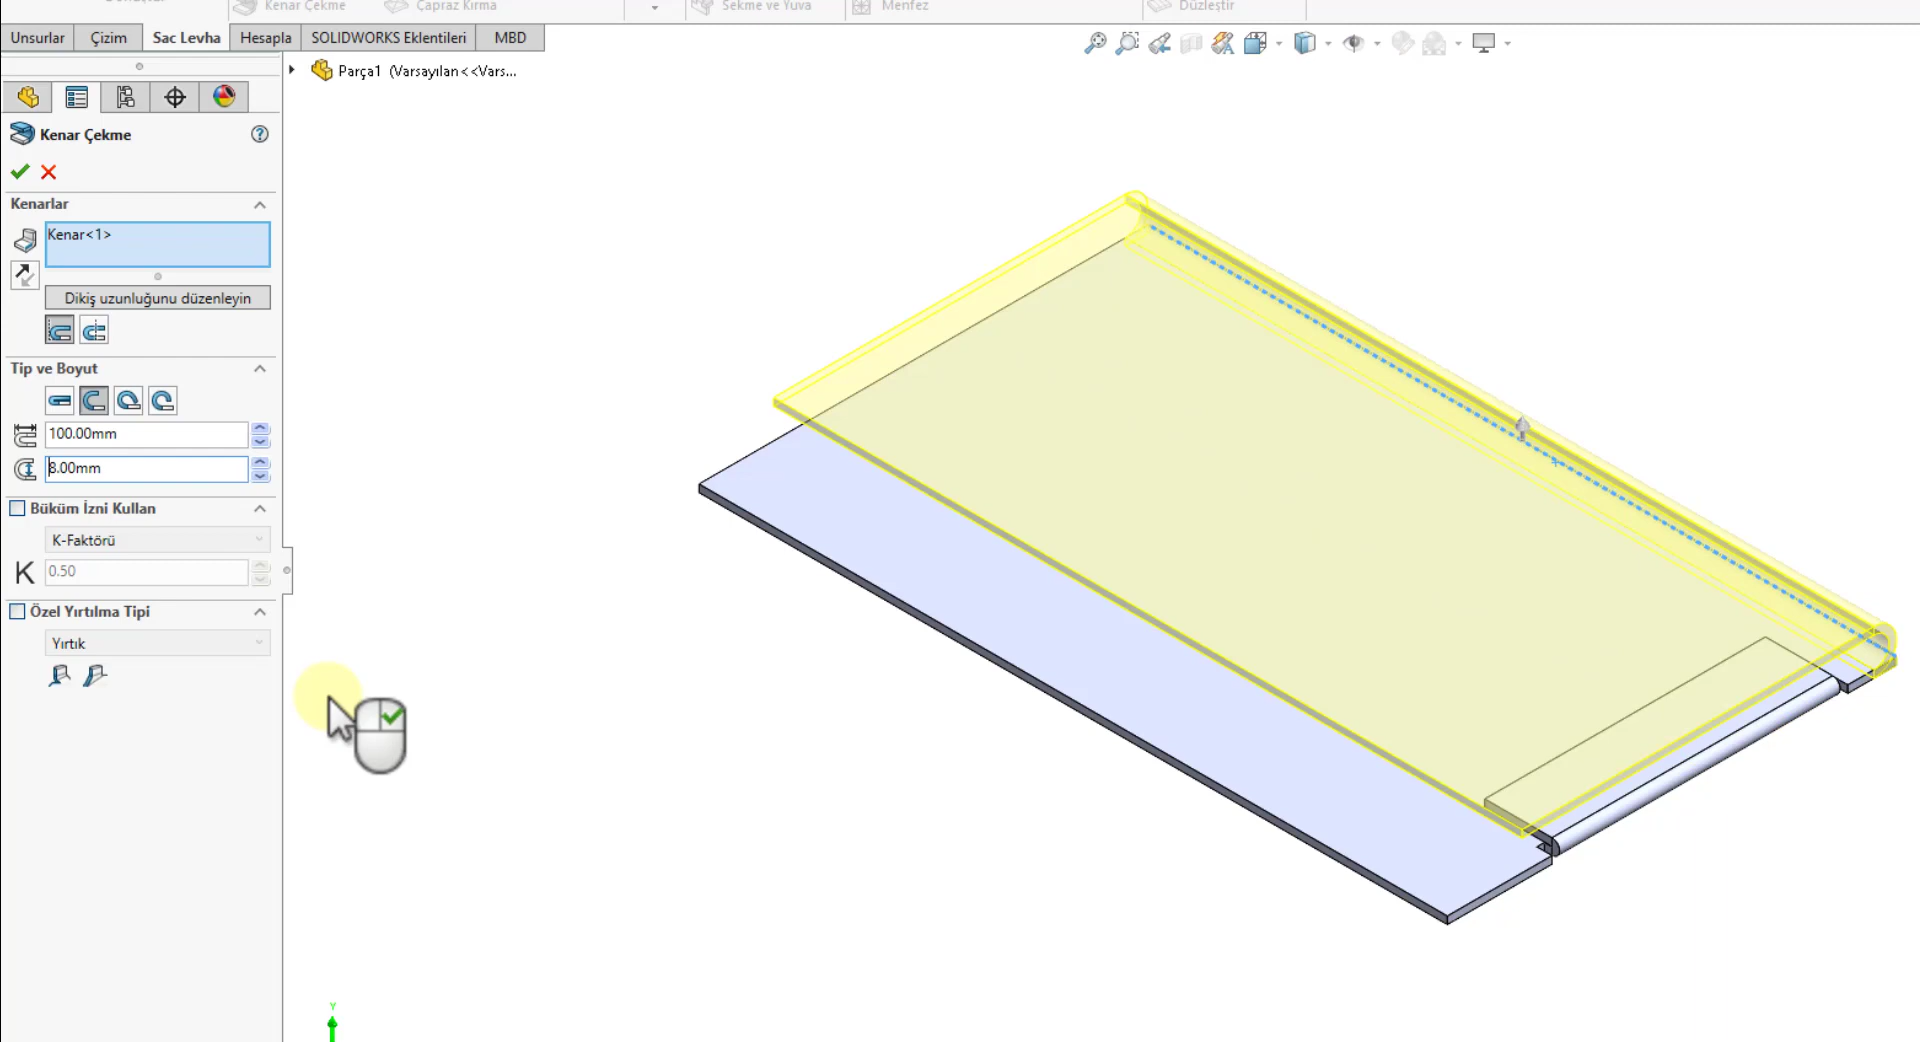 Kenar Çekme
Çapraz Kırma
Sekme ve Yuva
Menfez
Düzleştir
Unsurlar
Çizim
Sac Levha
Hesapla
SOLIDWORKS Eklentileri
MBD
Parça1 (Varsayılan<<Vars...
Kenar Çekme
Kenarlar
Kenar<1>
Dikiş uzunluğunu düzenleyin
Tip ve Boyut
100.00mm
8.00mm
Büküm İzni Kullan
K-Faktörü
K
0.50
Özel Yırtılma Tipi
Yırtık
Y